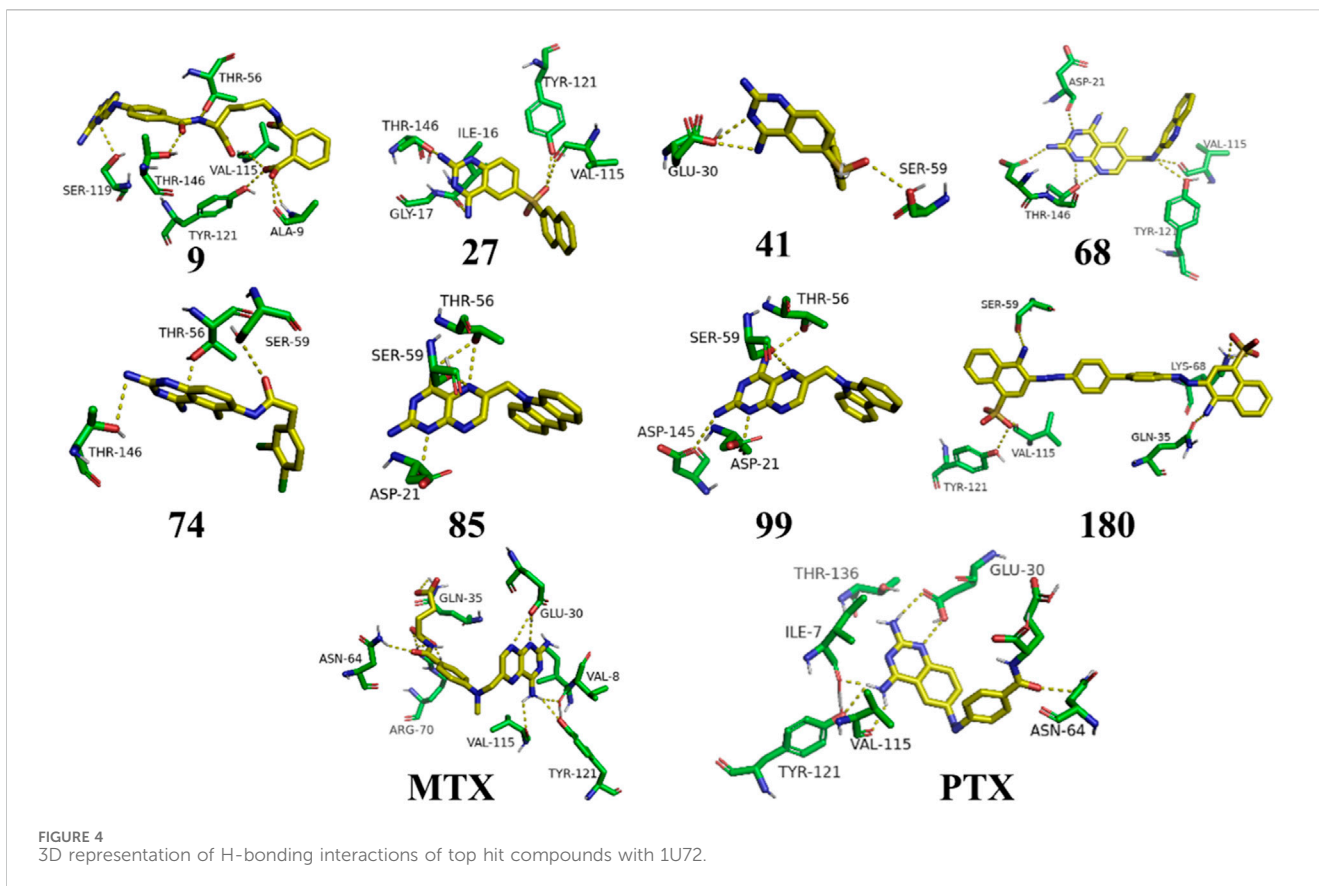 THR-56
SER-119
THR-146
VAL-115
TYR-121
ALA-9
9
TYR-121
THR-146
ILE-16
VAL-115
GLY-17
27
GLU-30
SER-59
41
ASP-21
VAL-115
THR-146
TYR-121
68
THR-56
SER-59
THR-146
74
THR-56
SER-59
ASP-21
85
THR-56
SER-59
ASP-145
ASP-21
99
SER-59
LYS-68
VAL-115
GLN-35
TYR-121
180
GLN-35
GLU-30
ASN-64
VAL-8
ARG-70
VAL-115
TYR-121
MTX
THR-136
GLU-30
ILE-7
VAL-115
ASN-64
TYR-121
PTX
FIGURE 4
3D representation of H-bonding interactions of top hit compounds with 1U72.